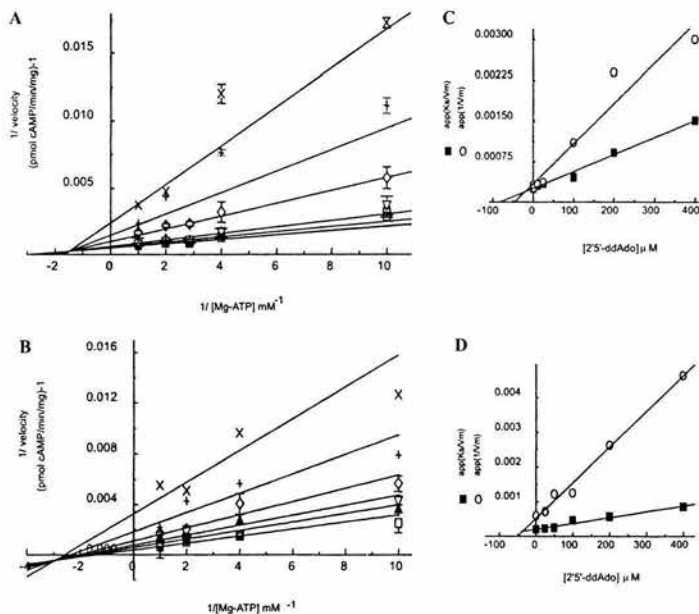 A
0.015
0.010
0.005
1/ velocity
(pmol cAMP/min/mg)-1
-2 0 2 4 6 8 10
1/ [Mg-ATP] mM-1
C
0.00300
0.00225
0.00150
0.00075
app(Ks/Vm)
app(1/Vm)
-100 0 100 200 300 400
[2'5'-ddAdo] μ M
B
0.016
0.012
0.008
0.004
1/ velocity
(pmol cAMP/min/mg)-1
-4 -2 0 2 4 6 8 10
1/[Mg-ATP] mM -1
D
0.004
0.003
0.002
0.001
app(Ks/Vm)
app(1/Vm)
-100 0 100 200 300 400
[2'5'-ddAdo] μ M